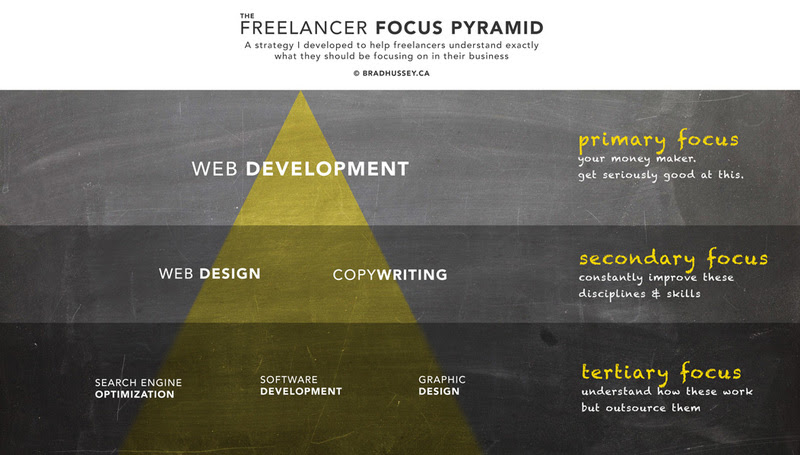 THE
FREELANCER FOCUS PYRAMID
A strategy I developed to help freelancers understand exactly
what they should be focusing on in their business
© BRADHUSSEY.CA
WEB DEVELOPMENT
primary focus
your money maker.
get seriously good at this.
WEB DESIGN
COPYWRITING
secondary focus
constantly improve these
disciplines & skills
SEARCH ENGINE
OPTIMIZATION
SOFTWARE
DEVELOPMENT
GRAPHIC
DESIGN
tertiary focus
understand how these work
but outsource them